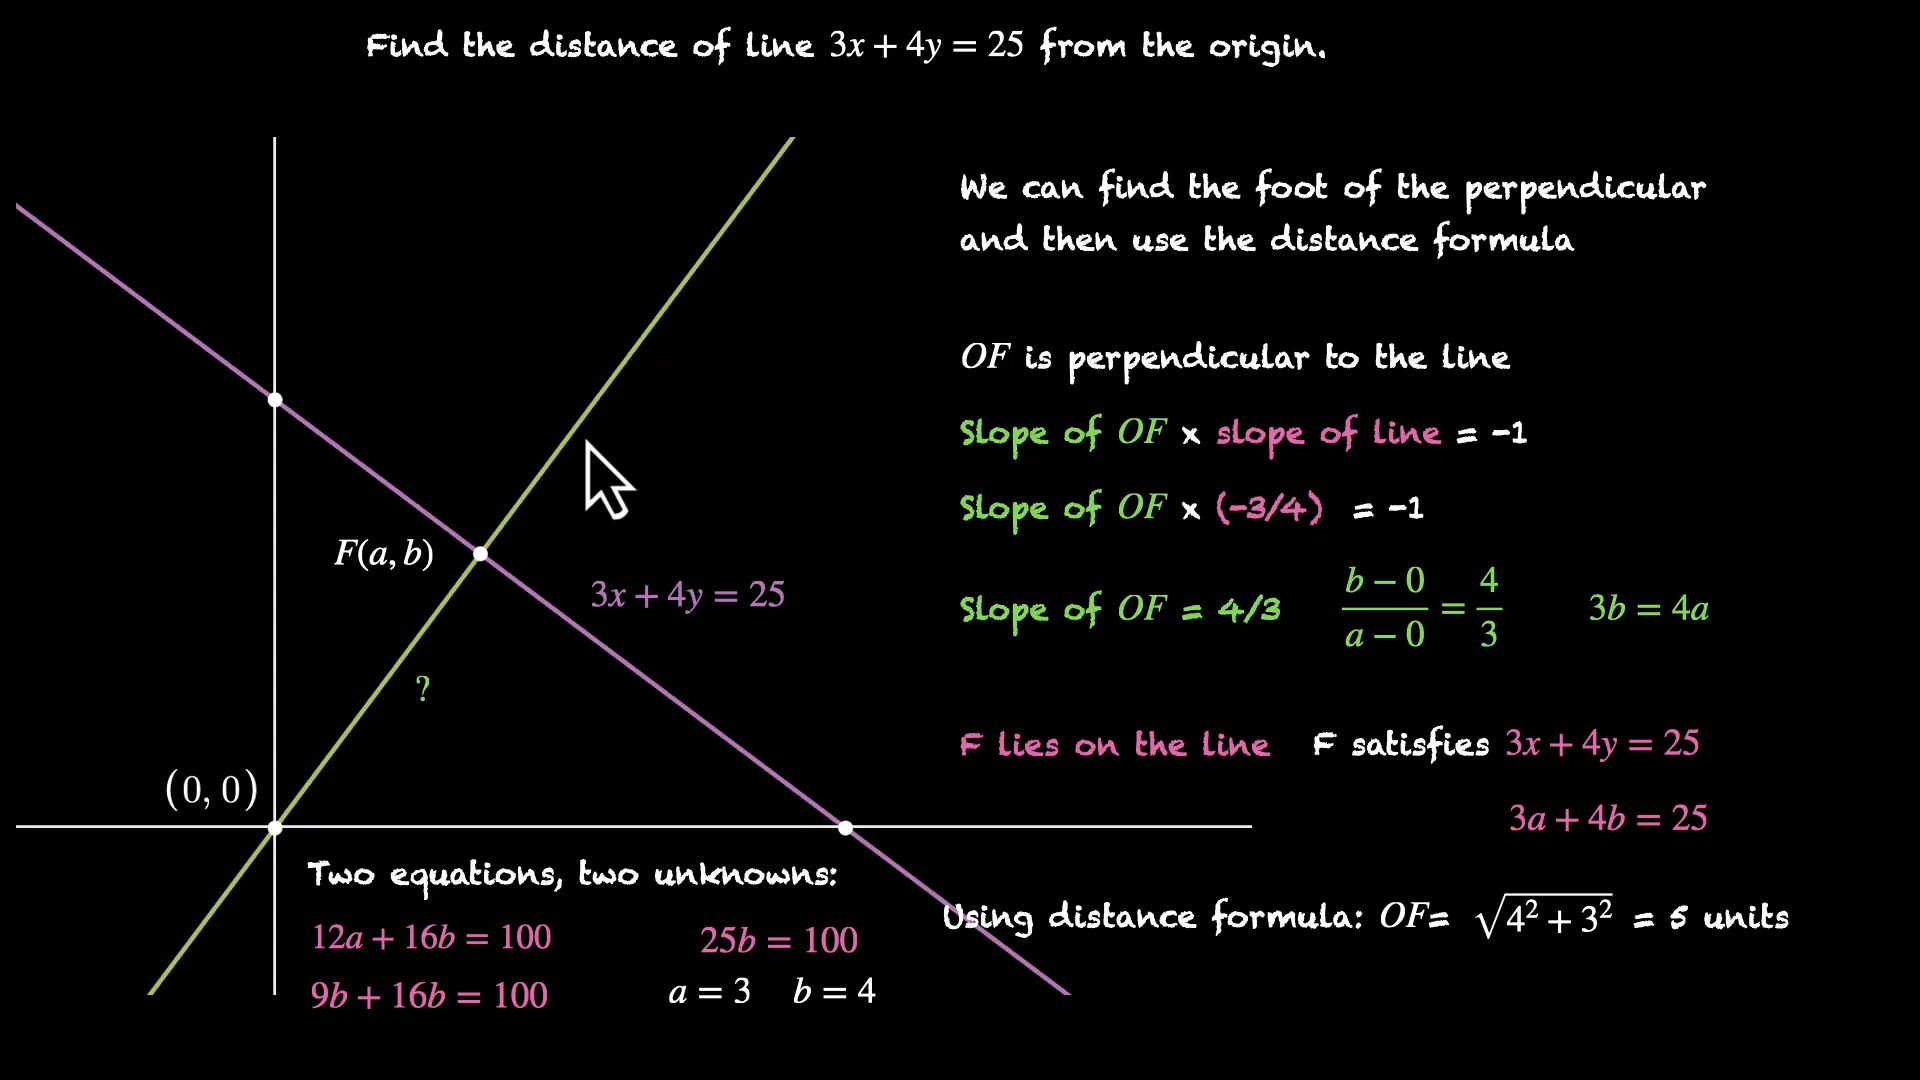 Find the distance of line 3x + 4y = 25 from the origin.
We can find the foot of the perpendicular
and then use the distance formula
OF is perpendicular to the line
Slope of OF x slope of line = -1
Slope of OF x (-3/4) = -1
F(a, b)
3x + 4y = 25
Slope of OF = 4/3 \frac{b - 0}{a - 0} = \frac{4}{3} 3b = 4a
?
F lies on the line F satisfies 3x + 4y = 25
(0, 0)
3a + 4b = 25
Two equations, two unknowns:
12a + 16b = 100 25b = 100
9b + 16b = 100 a = 3 b = 4
Using distance formula: OF= √(4² + 3²) = 5 units